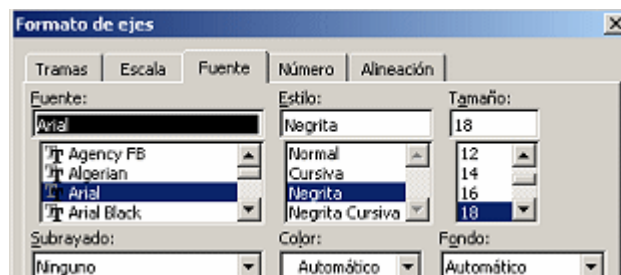 Formato de ejes
Tramas Escala Fuente Número Alineación
Fuente: Estilo: Tamaño:
Arial Negrita 18
Agency FB Normal 12
Algerian Cursiva 14
Arial Negrita 16
Arial Black Negrita Cursiva 18
Subrayado: Color: Fondo:
Ninguno Automático Automático